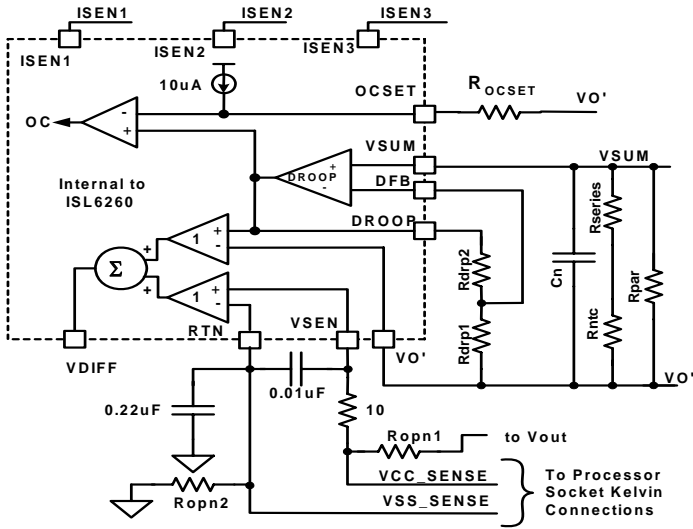 ISEN1
ISEN2
ISEN3
ISEN1
ISEN2
ISEN3
10uA
OCSET
R OCSET
VO'
OC
-
+
VSUM
VSUM
+
DROOP
-
DFB
Internal to
ISL6260
DROOP
Rseries
Cn
Rpar
Rntc
Rdrp2
Rdrp1
+
1
+
-
Σ
+
1
+
-
VDIFF
RTN
VSEN
VO'
VO'
0.22uF
0.01uF
10
Ropn1
to Vout
Ropn2
VCC_SENSE
VSS_SENSE
To Processor
Socket Kelvin
Connections